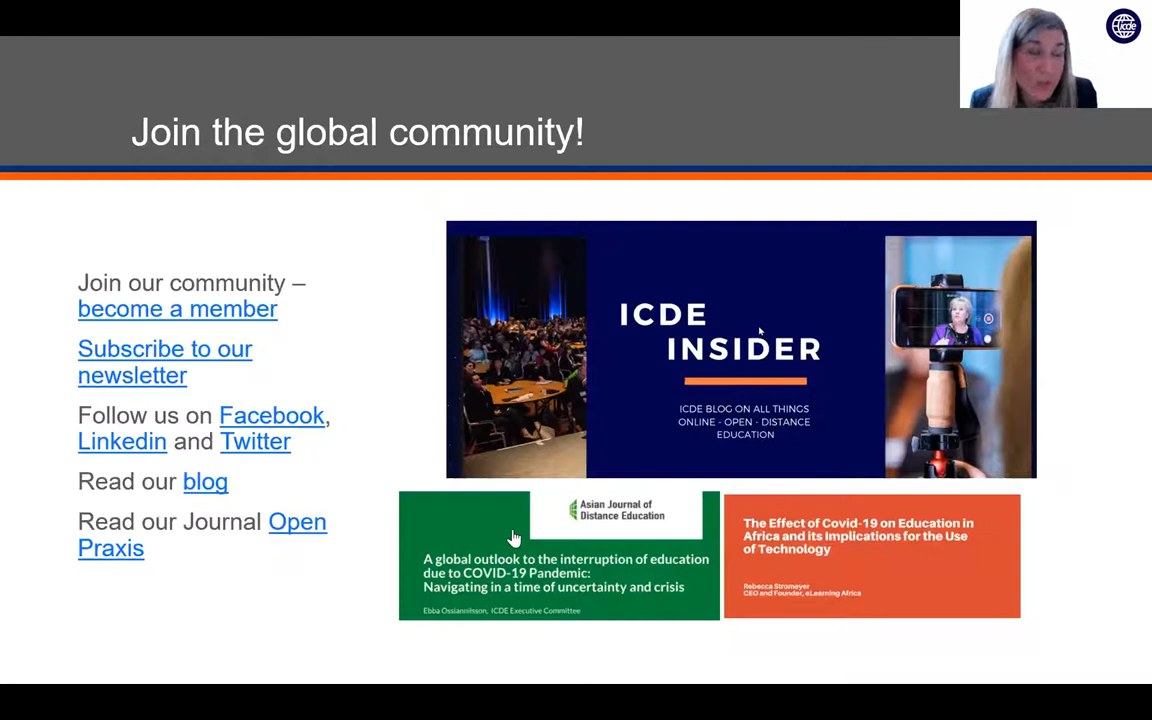 icde
Join the global community!
Join our community –
become a member
Subscribe to our
newsletter
Follow us on Facebook,
Linkedin and Twitter
Read our blog
Read our Journal Open
Praxis
ICDE
INSIDER
ICDE BLOG ON ALL THINGS
ONLINE - OPEN - DISTANCE
EDUCATION
Asian Journal of
Distance Education
A global outlook to the interruption of education
due to COVID-19 Pandemic:
Navigating in a time of uncertainty and crisis
Ebba Ossiannilsson, ICDE Executive Committee
The Effect of Covid-19 on Education in
Africa and its Implications for the Use
of Technology
Rebecca Stromeyer
CEO and Founder, eLearning Africa